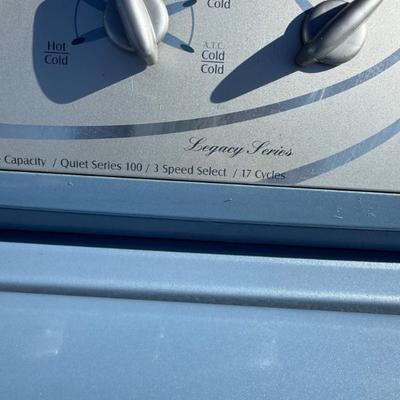 Cold
Hot
Cold
A.T.C.
Cold
Cold
Legacy Series
Capacity / Quiet Series 100 / 3 Speed Select / 17 Cycles